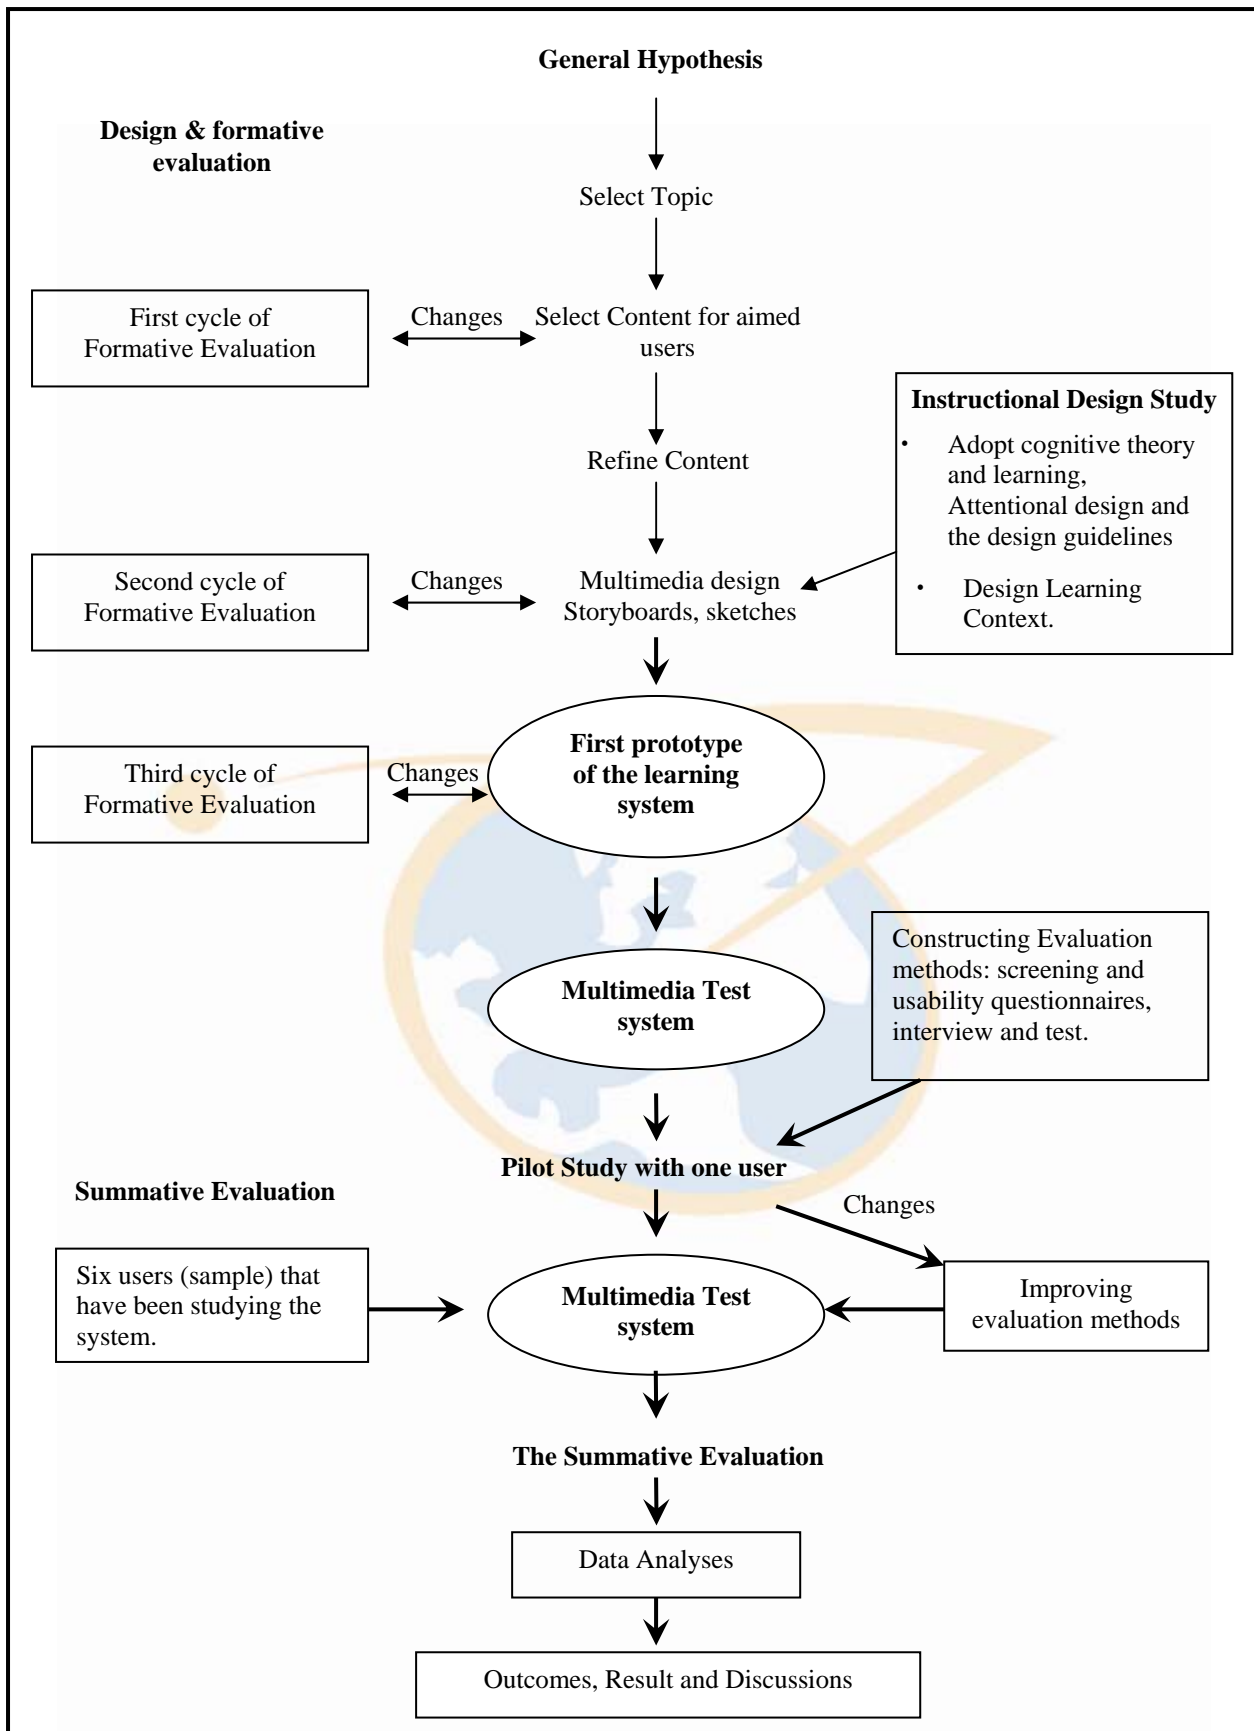 General Hypothesis
Design & formative
evaluation
Select Topic
First cycle of
Formative Evaluation
Changes
Select Content for aimed
users
Instructional Design Study
• Adopt cognitive theory
and learning,
Attentional design and
the design guidelines
• Design Learning
Context.
Refine Content
Second cycle of
Formative Evaluation
Changes
Multimedia design
Storyboards, sketches
First prototype
of the learning
system
Third cycle of
Formative Evaluation
Changes
Constructing Evaluation
methods: screening and
usability questionnaires,
interview and test.
Multimedia Test
system
Pilot Study with one user
Summative Evaluation
Changes
Six users (sample) that
have been studying the
system.
Multimedia Test
system
Improving
evaluation methods
The Summative Evaluation
Data Analyses
Outcomes, Result and Discussions